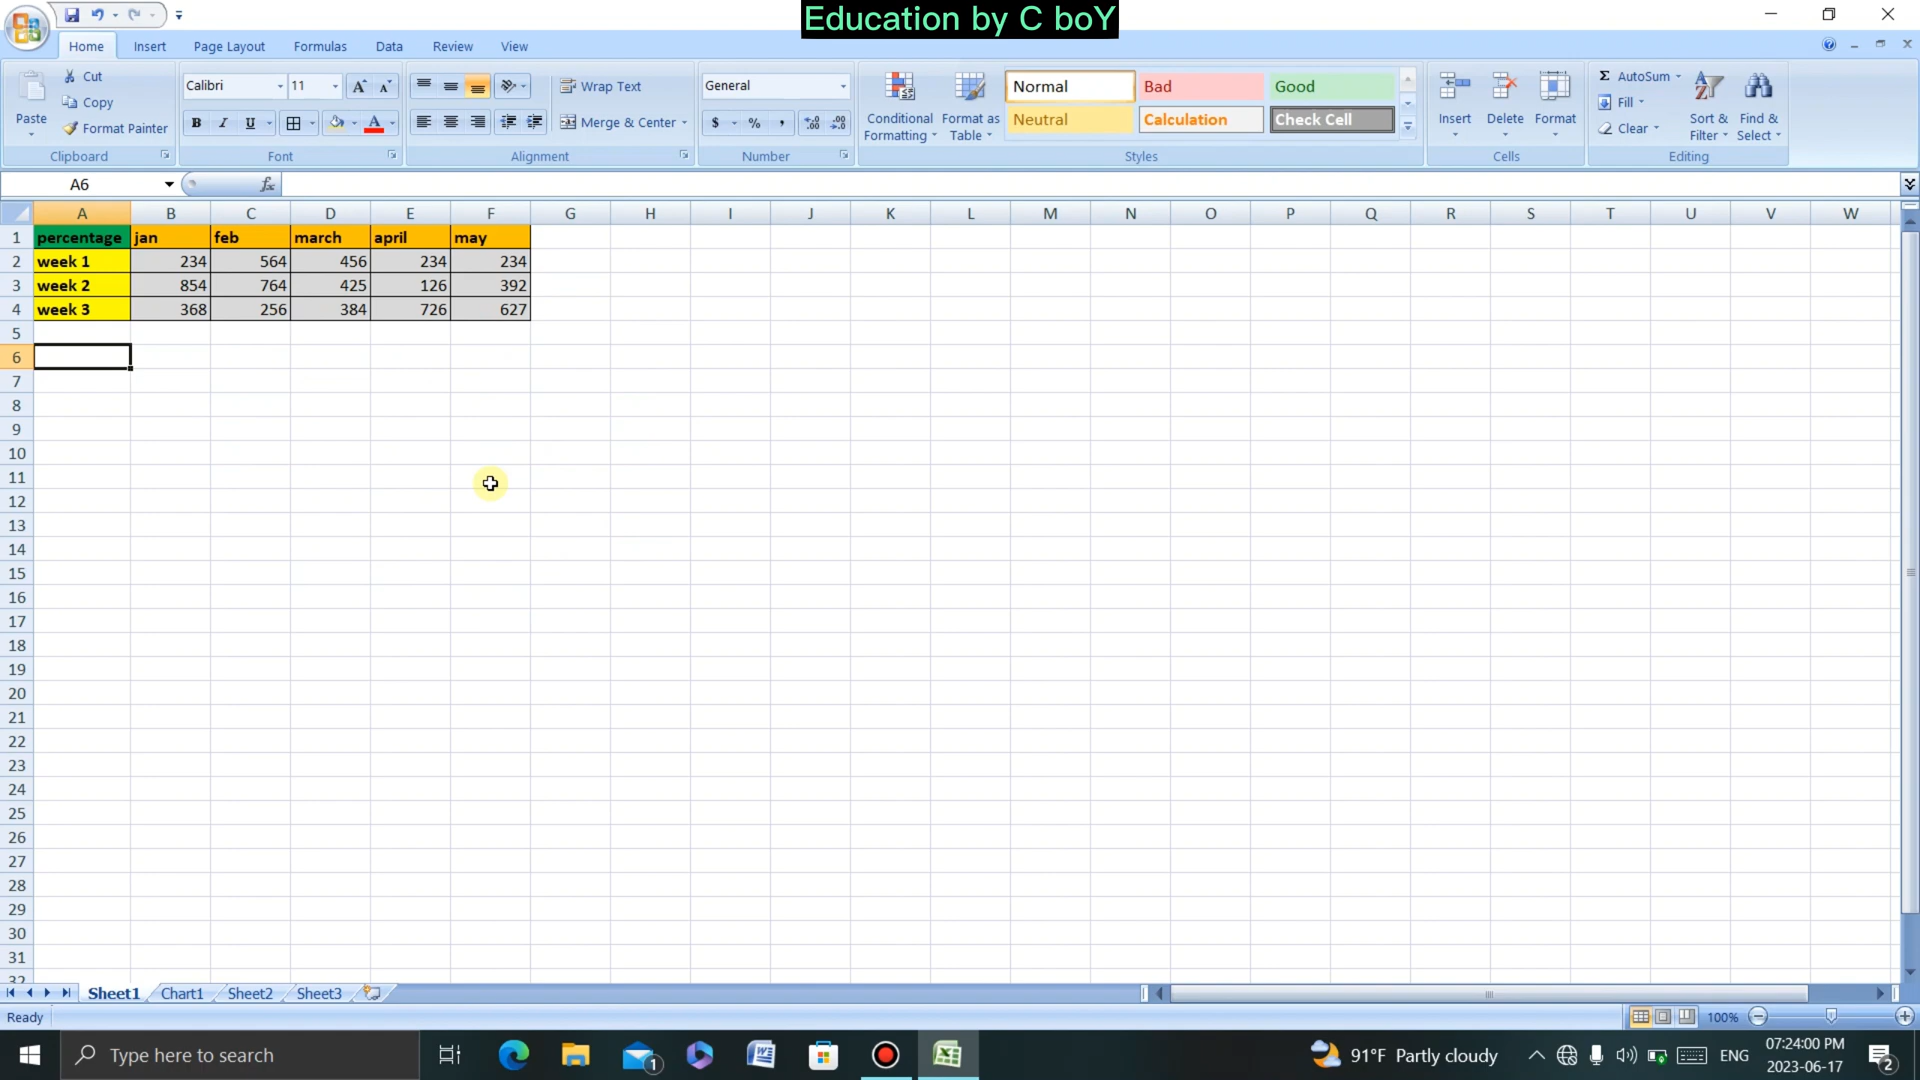 Education by C boY
Home Insert Page Layout Formulas Data Review View
Paste
Cut
Copy
Format Painter
Clipboard
Calibri 11
B I U
Font
Wrap Text
Merge & Center
Alignment
General
$ % ,
Number
Conditional Formatting
Format as Table
Normal Bad Good
Neutral Calculation Check Cell
Styles
Insert Delete Format
Cells
Σ AutoSum
Fill
Clear
Sort & Filter
Find & Select
Editing
A6 fx
A B C D E F G H I J K L M N O P Q R S T U V W
1 percentage jan feb march april may
2 week 1 234 564 456 234 234
3 week 2 854 764 425 126 392
4 week 3 368 256 384 726 627
5
6
7
8
9
10
11
12
13
14
15
16
17
18
19
20
21
22
23
24
25
26
27
28
29
30
31
32
Sheet1 Chart1 Sheet2 Sheet3
Ready 100%
Type here to search
1
91°F Partly cloudy
ENG
07:24:00 PM
2023-06-17
2